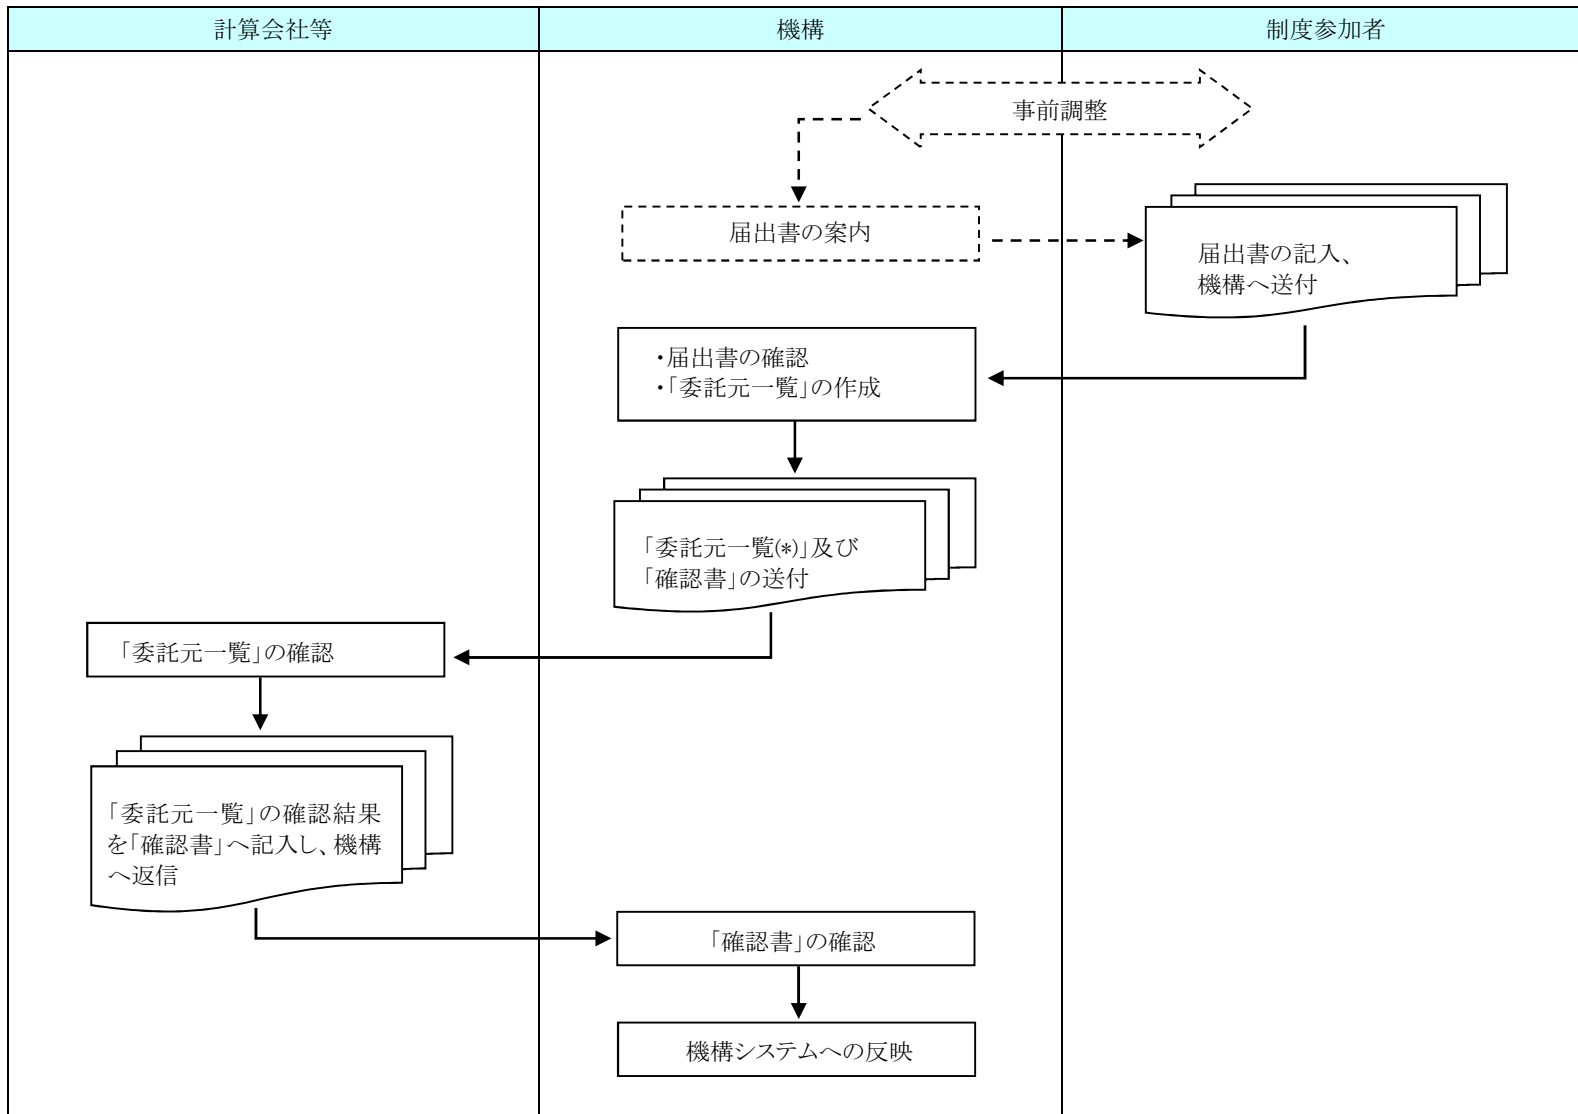 計算会社等
機構
制度参加者
事前調整
届出書の案内
届出書の記入、
機構へ送付
・届出書の確認
・「委託元一覧」の作成
「委託元一覧(*)」及び
「確認書」の送付
「委託元一覧」の確認
「委託元一覧」の確認結果
を「確認書」へ記入し、機構
へ返信
「確認書」の確認
機構システムへの反映